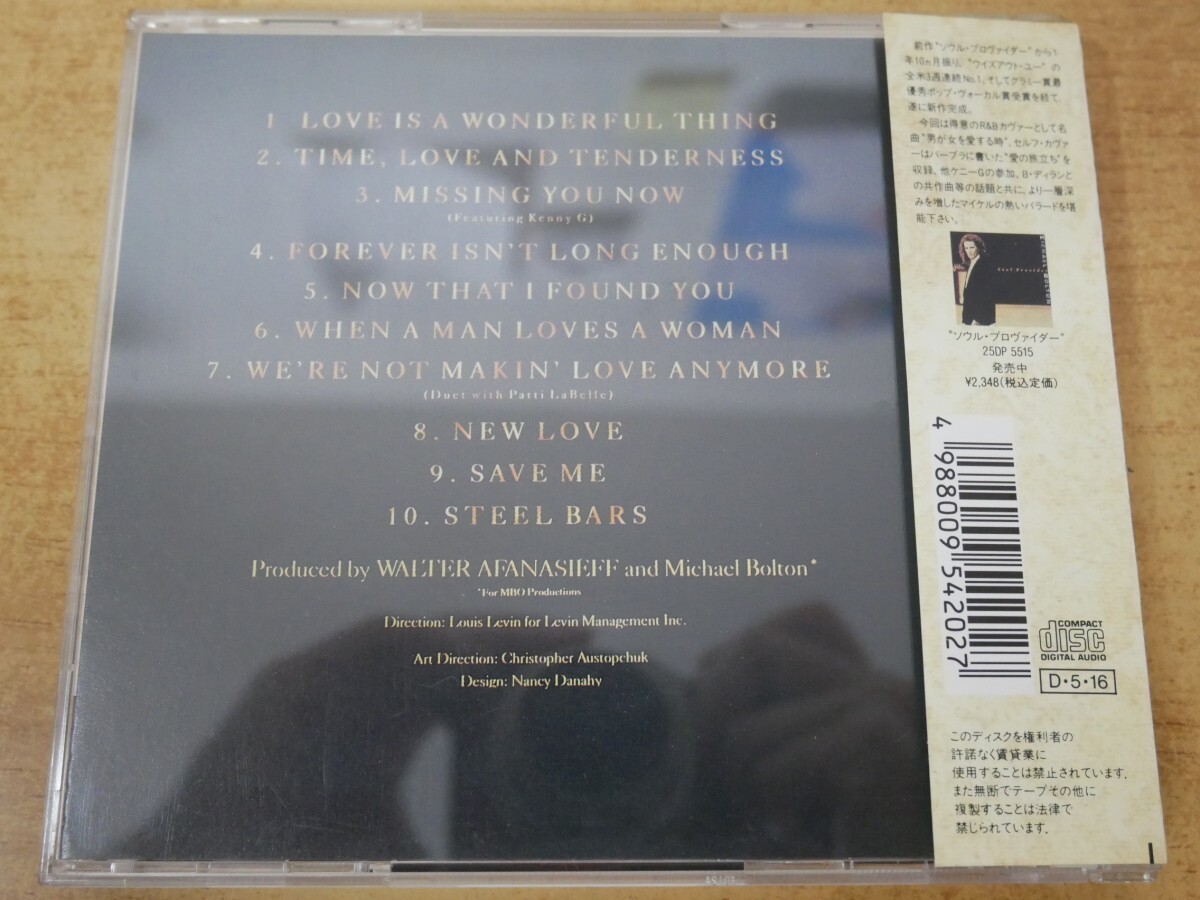 1. LOVE IS A WONDERFUL THING
2. TIME, LOVE AND TENDERNESS
3. MISSING YOU NOW
(Featuring Kenny G)
4. FOREVER ISN'T LONG ENOUGH
5. NOW THAT I FOUND YOU
6. WHEN A MAN LOVES A WOMAN
7. WE'RE NOT MAKIN' LOVE ANYMORE
(Duet with Patti LaBelle)
8. NEW LOVE
9. SAVE ME
10. STEEL BARS
Produced by WALTER AFANASIEFF and Michael Bolton*
*For MBO Productions
Direction: Louis Levin for Levin Management Inc.
Art Direction: Christopher Austopchuk
Design: Nancy Danahy
前作“ソウル・プロヴァイダー”から1
年10ヵ月振り。“ウイズアウト・ユー”の
全米3週連続No.1、そしてグラミー賞最
優秀ポップ・ヴォーカル賞受賞を経て、
遂に新作完成。
今回は得意のR&Bカヴァーとして名
曲“男が女を愛する時”、セルフ・カヴァ
ーはバーブラに書いた“愛の旅立ち”を
収録、他ケニーGの参加、B・ディランと
の共作曲等の話題と共に、より一層深
みを増したマイケルの熱いバラードを堪
能下さい。
Soul Provider
“ソウル・プロヴァイダー”
25DP 5515
発売中
¥2,348(税込定価)
4 988009 542027
COMPACT
disc
DIGITAL AUDIO
D・5・16
このディスクを権利者の
許諾なく賃貸業に
使用することは禁止されています。
また無断でテープその他に
複製することは法律で
禁じられています。